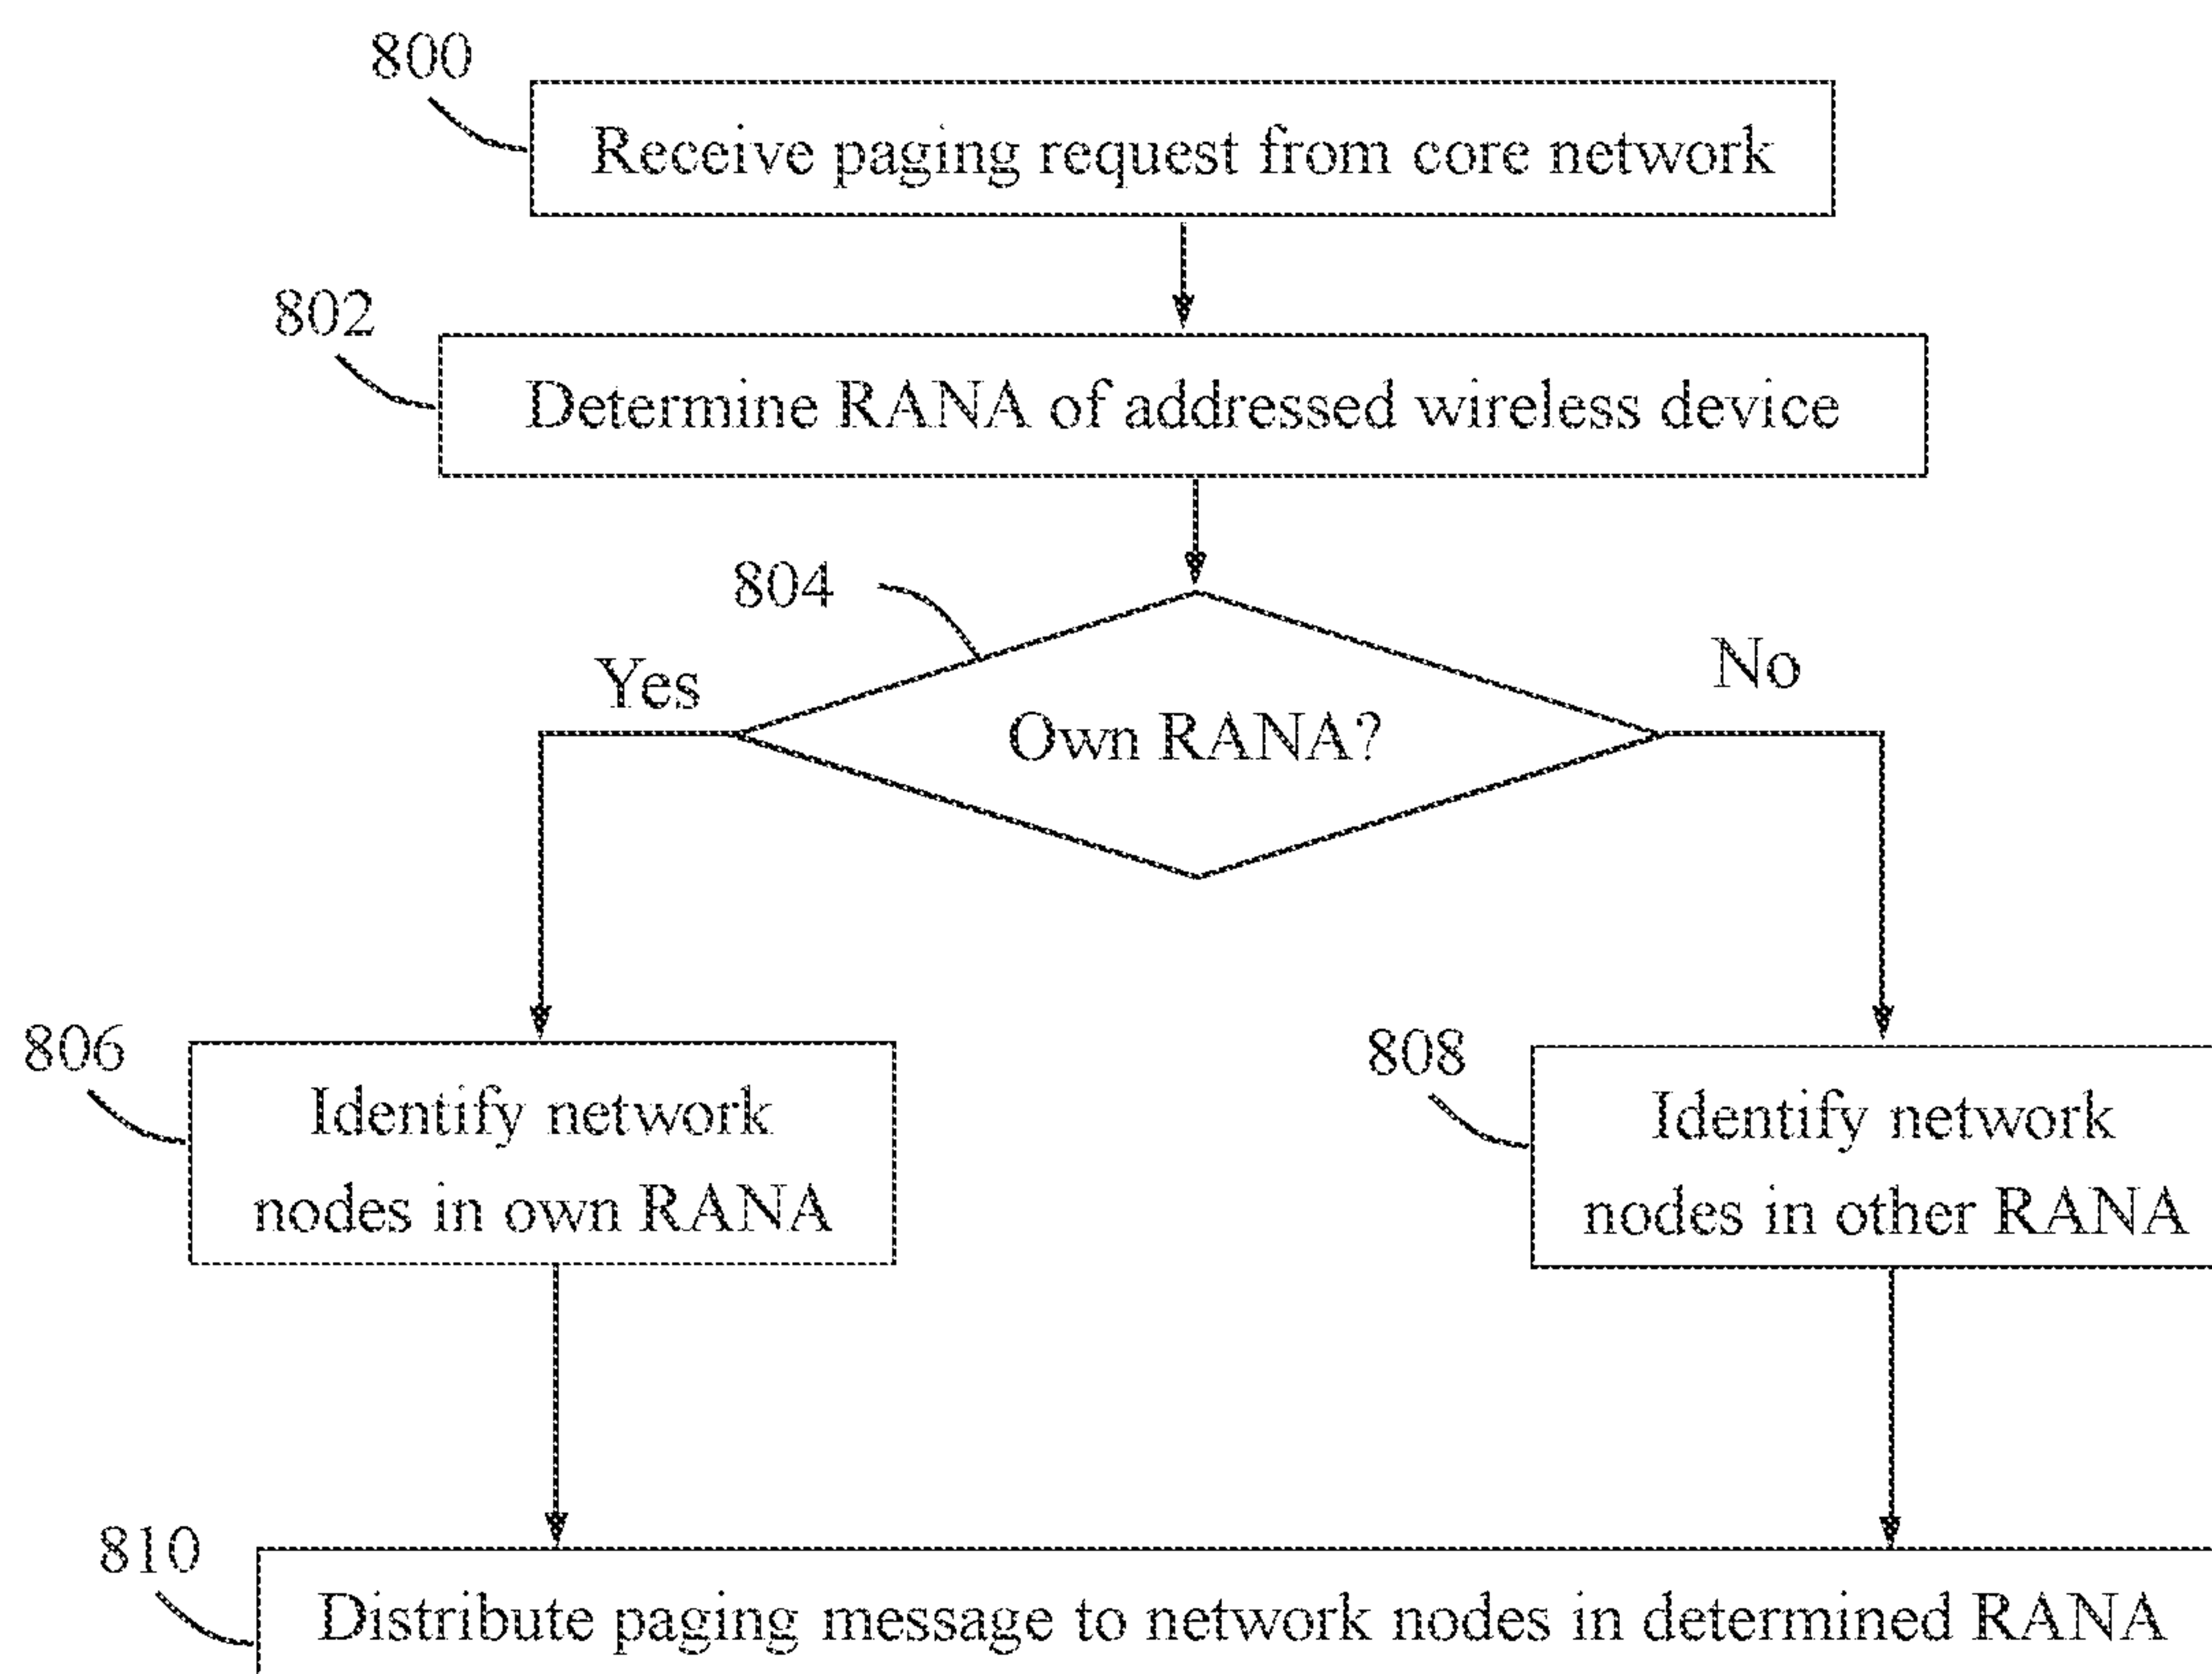 800
Receive paging request from core network
802
Determine RANA of addressed wireless device
804
Yes
No
Own RANA?
806
Identify network
nodes in own RANA
808
Identify network
nodes in other RANA
810
Distribute paging message to network nodes in determined RANA